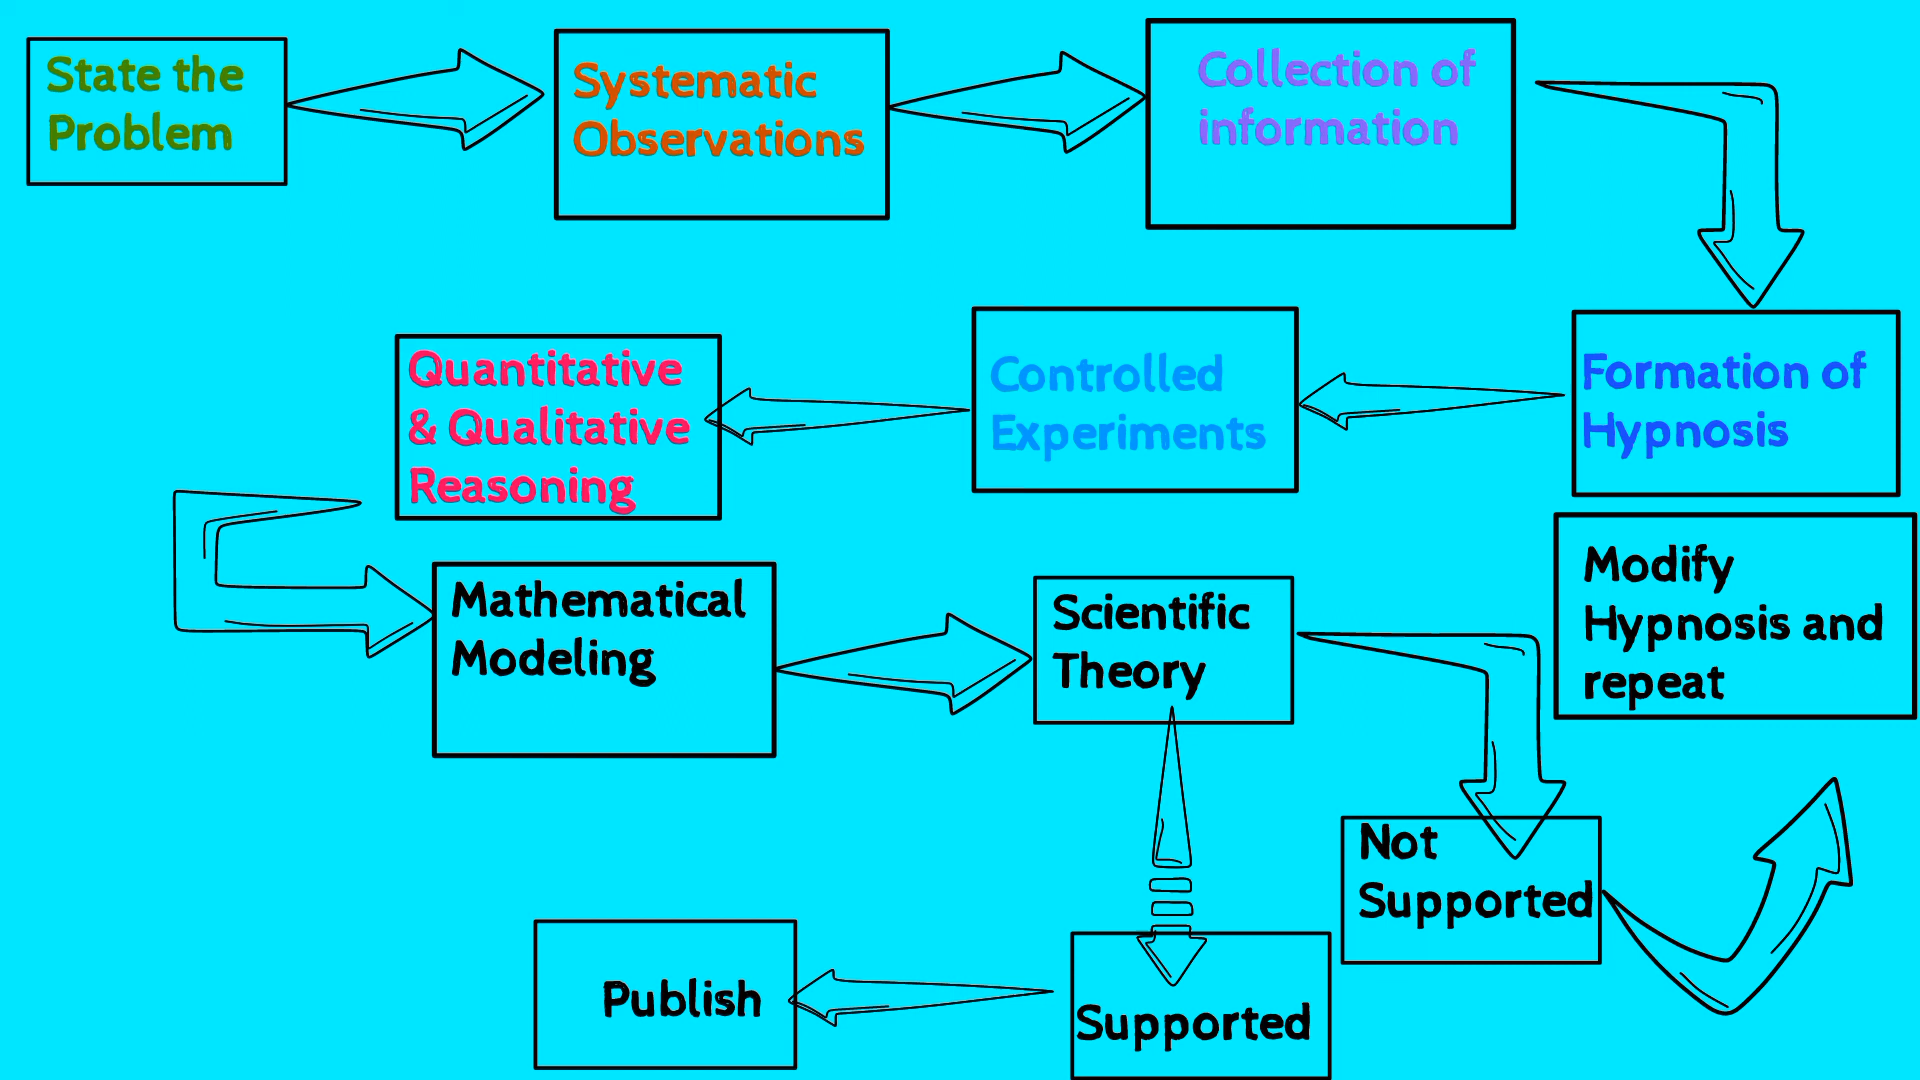 State the
Problem
Systematic
Observations
Collection of
information
Formation of
Hypnosis
Controlled
Experiments
Quantitative
& Qualitative
Reasoning
Mathematical
Modeling
Scientific
Theory
Modify
Hypnosis and
repeat
Not
Supported
Supported
Publish